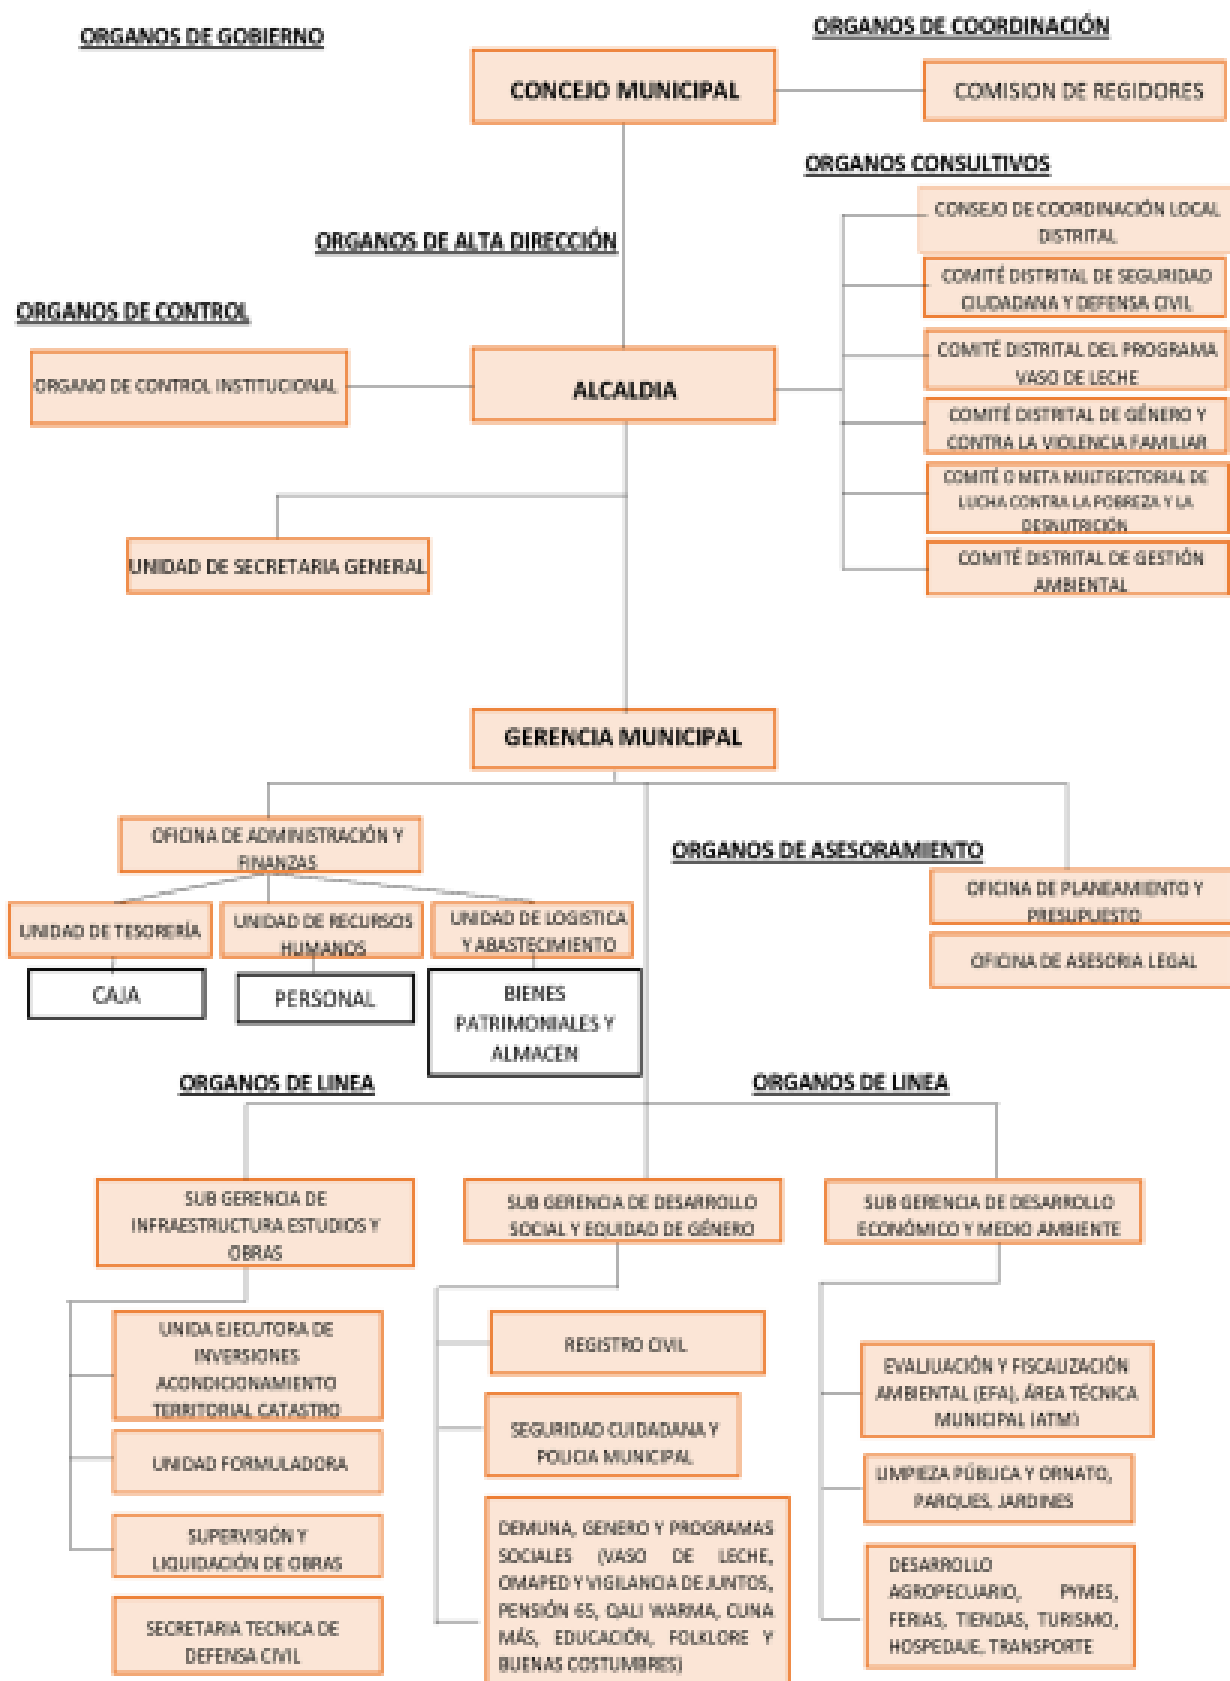 ORGANOS DE GOBIERNO
ORGANOS DE COORDINACIÓN
CONCEJO MUNICIPAL
COMISION DE REGIDORES
ORGANOS CONSULTIVOS
CONSEJO DE COORDINACIÓN LOCAL
DISTRITAL
ORGANOS DE ALTA DIRECCIÓN
COMITÉ DISTRITAL DE SEGURIDAD
CIUDADANA Y DEFENSA CIVIL
ORGANOS DE CONTROL
COMITÉ DISTRITAL DEL PROGRAMA
VASO DE LECHE
ORGANO DE CONTROL INSTITUCIONAL
ALCALDIA
COMITÉ DISTRITAL DE GÉNERO Y
CONTRA LA VIOLENCIA FAMILIAR
COMITÉ O META MULTISECTORIAL DE
LUCHA CONTRA LA POBREZA Y LA
DESNUTRICIÓN
UNIDAD DE SECRETARIA GENERAL
COMITÉ DISTRITAL DE GESTIÓN
AMBIENTAL
GERENCIA MUNICIPAL
OFICINA DE ADMINISTRACIÓN Y
FINANZAS
ORGANOS DE ASESORAMIENTO
OFICINA DE PLANEAMIENTO Y
PRESUPUESTO
UNIDAD DE TESORERÍA
UNIDAD DE RECURSOS
HUMANOS
UNIDAD DE LOGISTICA
Y ABASTECIMIENTO
OFICINA DE ASESORIA LEGAL
CAJA
PERSONAL
BIENES
PATRIMONIALES Y
ALMACEN
ORGANOS DE LINEA
ORGANOS DE LINEA
SUB GERENCIA DE
INFRAESTRUCTURA ESTUDIOS Y
OBRAS
SUB GERENCIA DE DESARROLLO
SOCIAL Y EQUIDAD DE GÉNERO
SUB GERENCIA DE DESARROLLO
ECONÓMICO Y MEDIO AMBIENTE
UNIDA EJECUTORA DE
INVERSIONES
ACONDICIONAMIENTO
TERRITORIAL CATASTRO
UNIDAD FORMULADORA
SUPERVISIÓN Y
LIQUIDACIÓN DE OBRAS
SECRETARIA TECNICA DE
DEFENSA CIVIL
REGISTRO CIVIL
SEGURIDAD CUIDADANA Y
POLICIA MUNICIPAL
DEMUNA, GENERO Y PROGRAMAS
SOCIALES (VASO DE LECHE,
OMAPED Y VIGILANCIA DE JUNTOS,
PENSIÓN 65, QALI WARMA, CUNA
MÁS, EDUCACIÓN, FOLKLORE Y
BUENAS COSTUMBRES)
EVALIUACIÓN Y FISCALIZACIÓN
AMBIENTAL (EFA), ÁREA TÉCNICA
MUNICIPAL (ATM)
LIMPIEZA PÚBLICA Y ORNATO,
PARQUES, JARDINES
DESARROLLO
AGROPECUARIO, PYMES,
FERIAS, TIENDAS, TURISMO,
HOSPEDAJE, TRANSPORTE